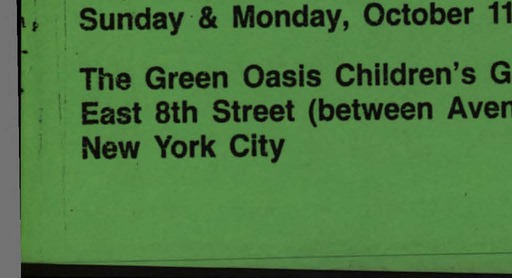 Sunday & Monday, October 11
The Green Oasis Children's G
East 8th Street (between Aven
New York City